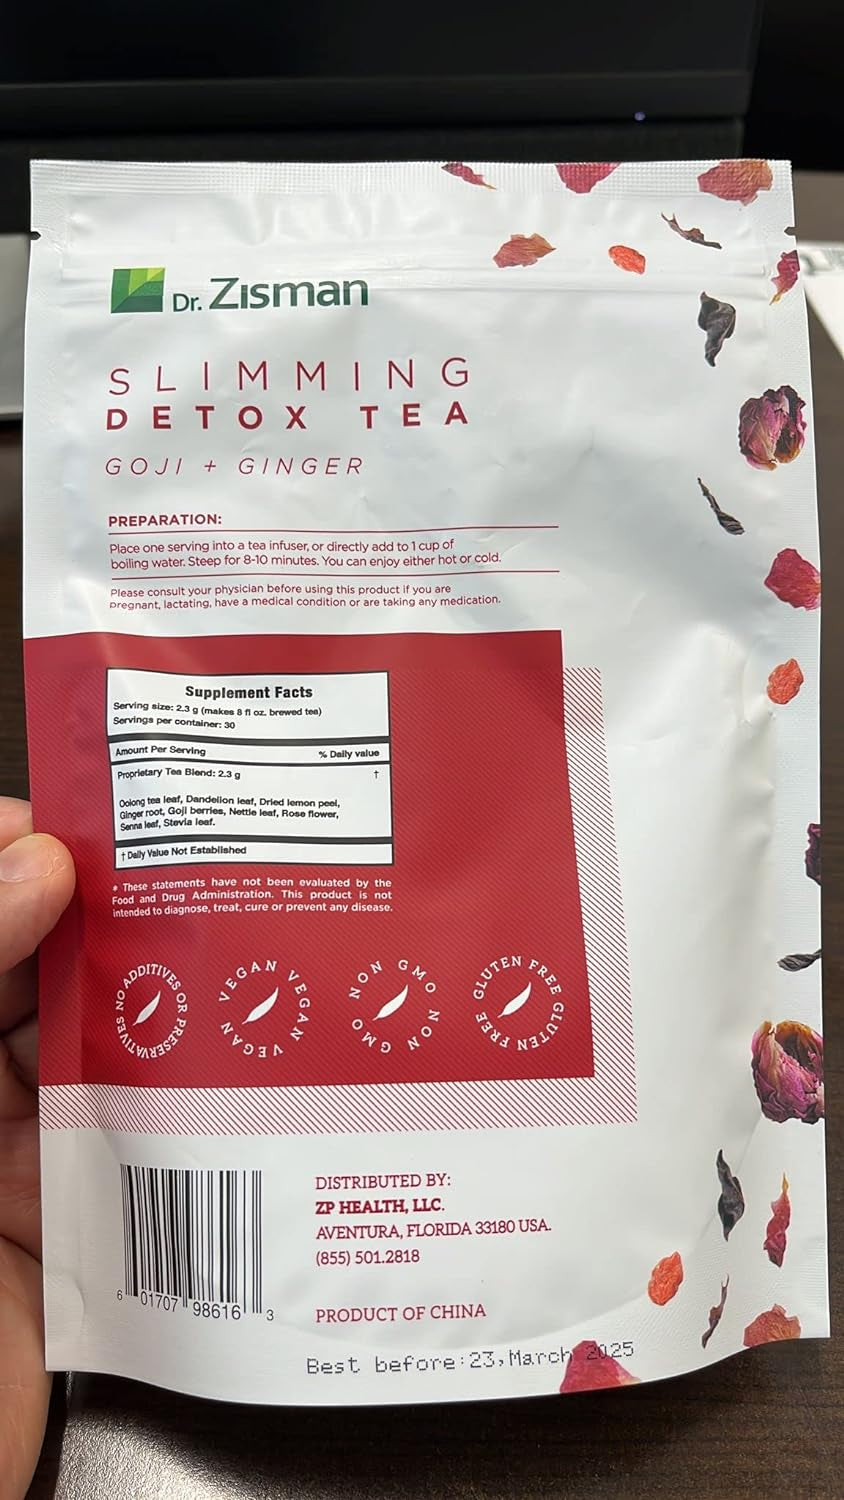 Dr. Zisman
SLIMMING
DETOX TEA
GOJI + GINGER
PREPARATION:
Place one serving into a tea infuser, or directly add to 1 cup of
boiling water. Steep for 8-10 minutes. You can enjoy either hot or cold.
Please consult your physician before using this product if you are
pregnant, lactating, have a medical condition or are taking any medication.
Supplement Facts
Serving size: 2.3 g (makes 8 fl oz. brewed tea)
Servings per container: 30
Amount Per Serving % Daily value
Proprietary Tea Blend: 2.3 g †
Oolong tea leaf, Dandelion leaf, Dried lemon peel,
Ginger root, Goji berries, Nettle leaf, Rose flower,
Senna leaf, Stevia leaf.
† Daily Value Not Established
* These statements have not been evaluated by the
Food and Drug Administration. This product is not
intended to diagnose, treat, cure or prevent any disease.
NO ADDITIVES OR PRESERVATIVES
VEGAN VEGAN VEGAN
NON GMO NON GMO
GLUTEN FREE GLUTEN FREE
DISTRIBUTED BY:
ZP HEALTH, LLC.
AVENTURA, FLORIDA 33180 USA.
(855) 501.2818
6 01707 98616 3
PRODUCT OF CHINA
Best before:23,March 2025